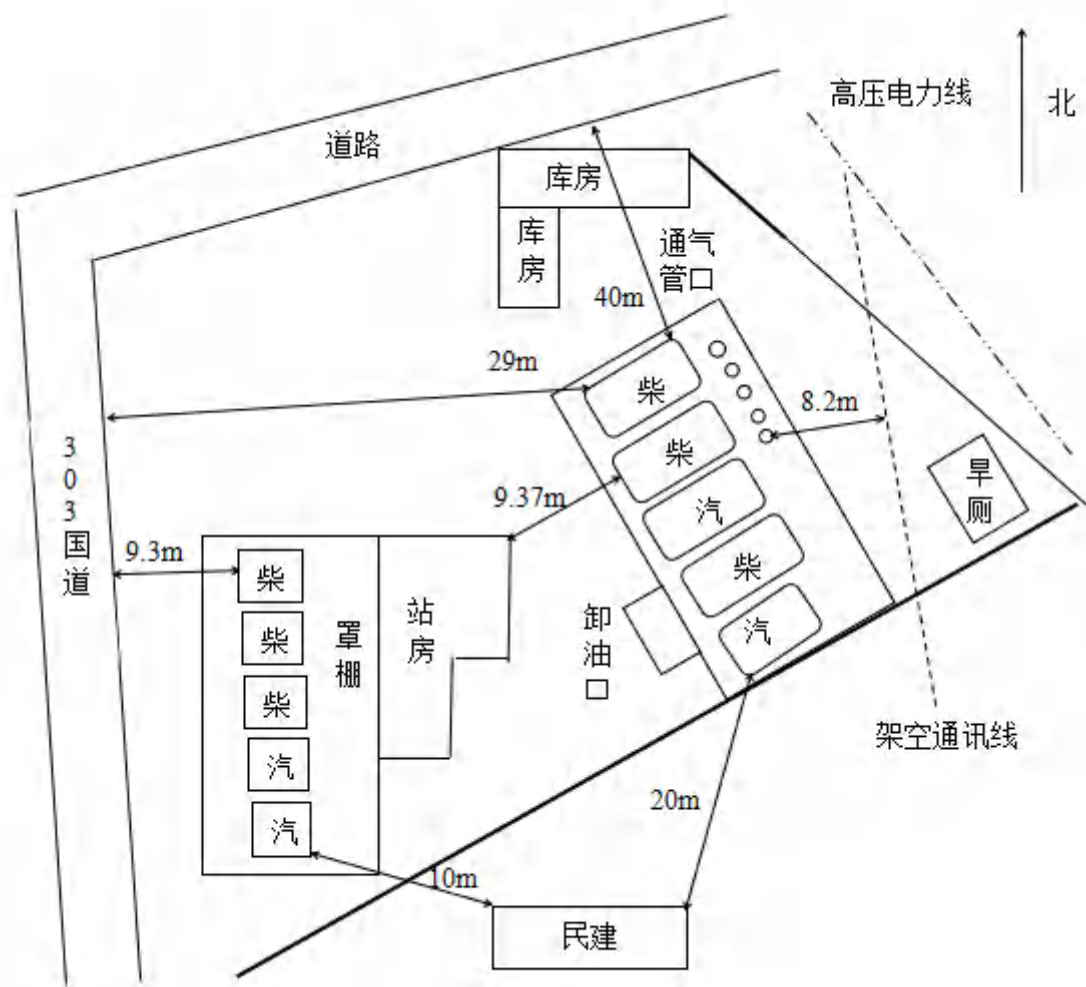 高压电力线
北
道路
库房
库
房
通气
管口
40m
29m
柴
8.2m
柴
303国道
9.37m
汽
旱
厕
9.3m
柴
柴
站
房
卸
油
口
汽
罩
棚
柴
柴
汽
汽
架空通讯线
20m
10m
民建